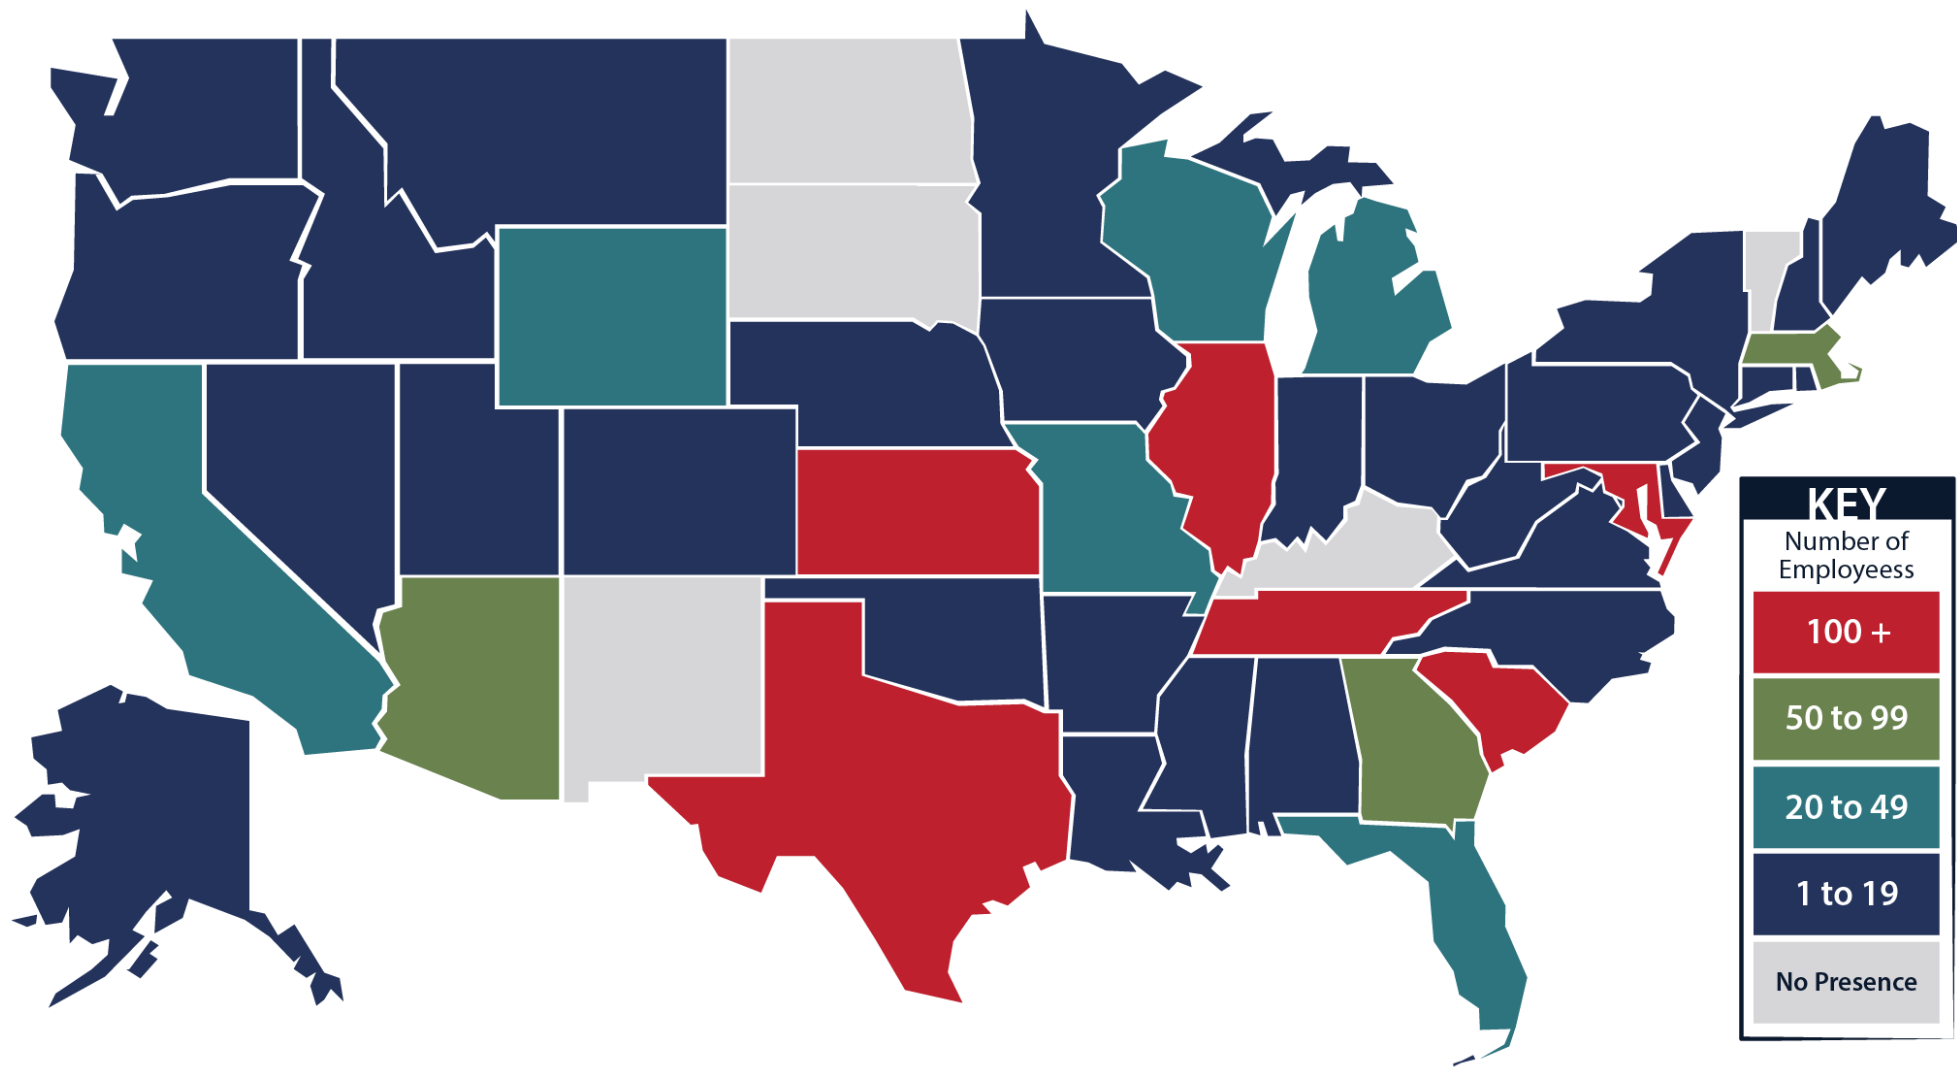 KEY
Number of
Employeess
100 +
50 to 99
20 to 49
1 to 19
No Presence